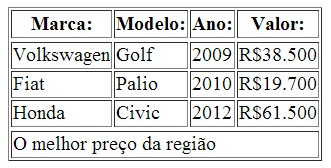 Marca: Modelo: Ano: Valor:
Volkswagen Golf 2009 R$38.500
Fiat Palio 2010 R$19.700
Honda Civic 2012 R$61.500
O melhor preço da região